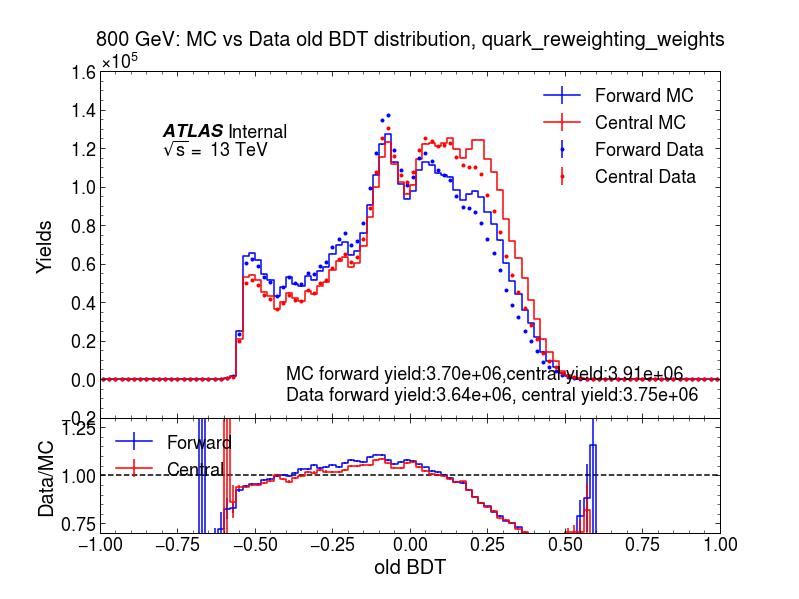 800 GeV: MC vs Data old BDT distribution, quark_reweighting_weights
×10⁵
1.6
1.4
1.2
1.0
0.8
0.6
0.4
0.2
0.0
0.2
Yields
ATLAS Internal
√s = 13 TeV
Forward MC
Central MC
Forward Data
Central Data
MC forward yield:3.70e+06,central yield:3.91e+06
Data forward yield:3.64e+06, central yield:3.75e+06
1.25
1.00
0.75
Data/MC
Forward
Central
−1.00 −0.75 −0.50 −0.25 0.00 0.25 0.50 0.75 1.00
old BDT